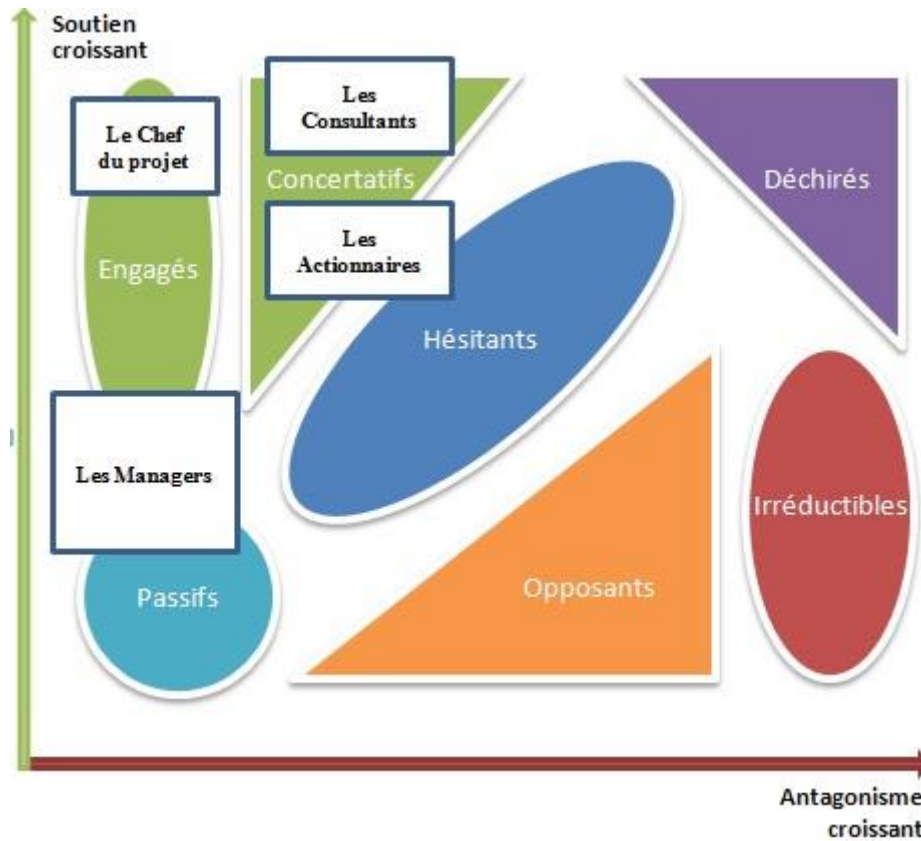 Soutien
croissant
Les
Consultants
Le Chef
du projet
Concertatifs
Déchirés
Les
Actionnaires
Engagés
Hésitants
Les Managers
Irréductibles
Opposants
Passifs
Antagonisme
croissant